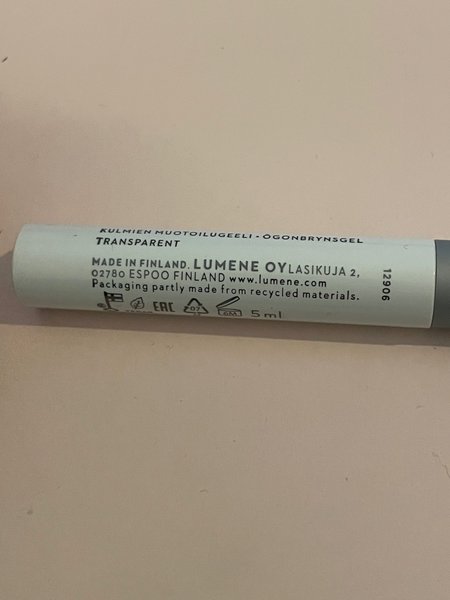 KULMIEN MUOTOILUGEELI • ÖGONBRYNSGEL
TRANSPARENT
MADE IN FINLAND. LUMENE OY LASIKUJA 2,
02780 ESPOO FINLAND www.lumene.com
Packaging partly made from recycled materials.
EAC 6M 5 ml
12906